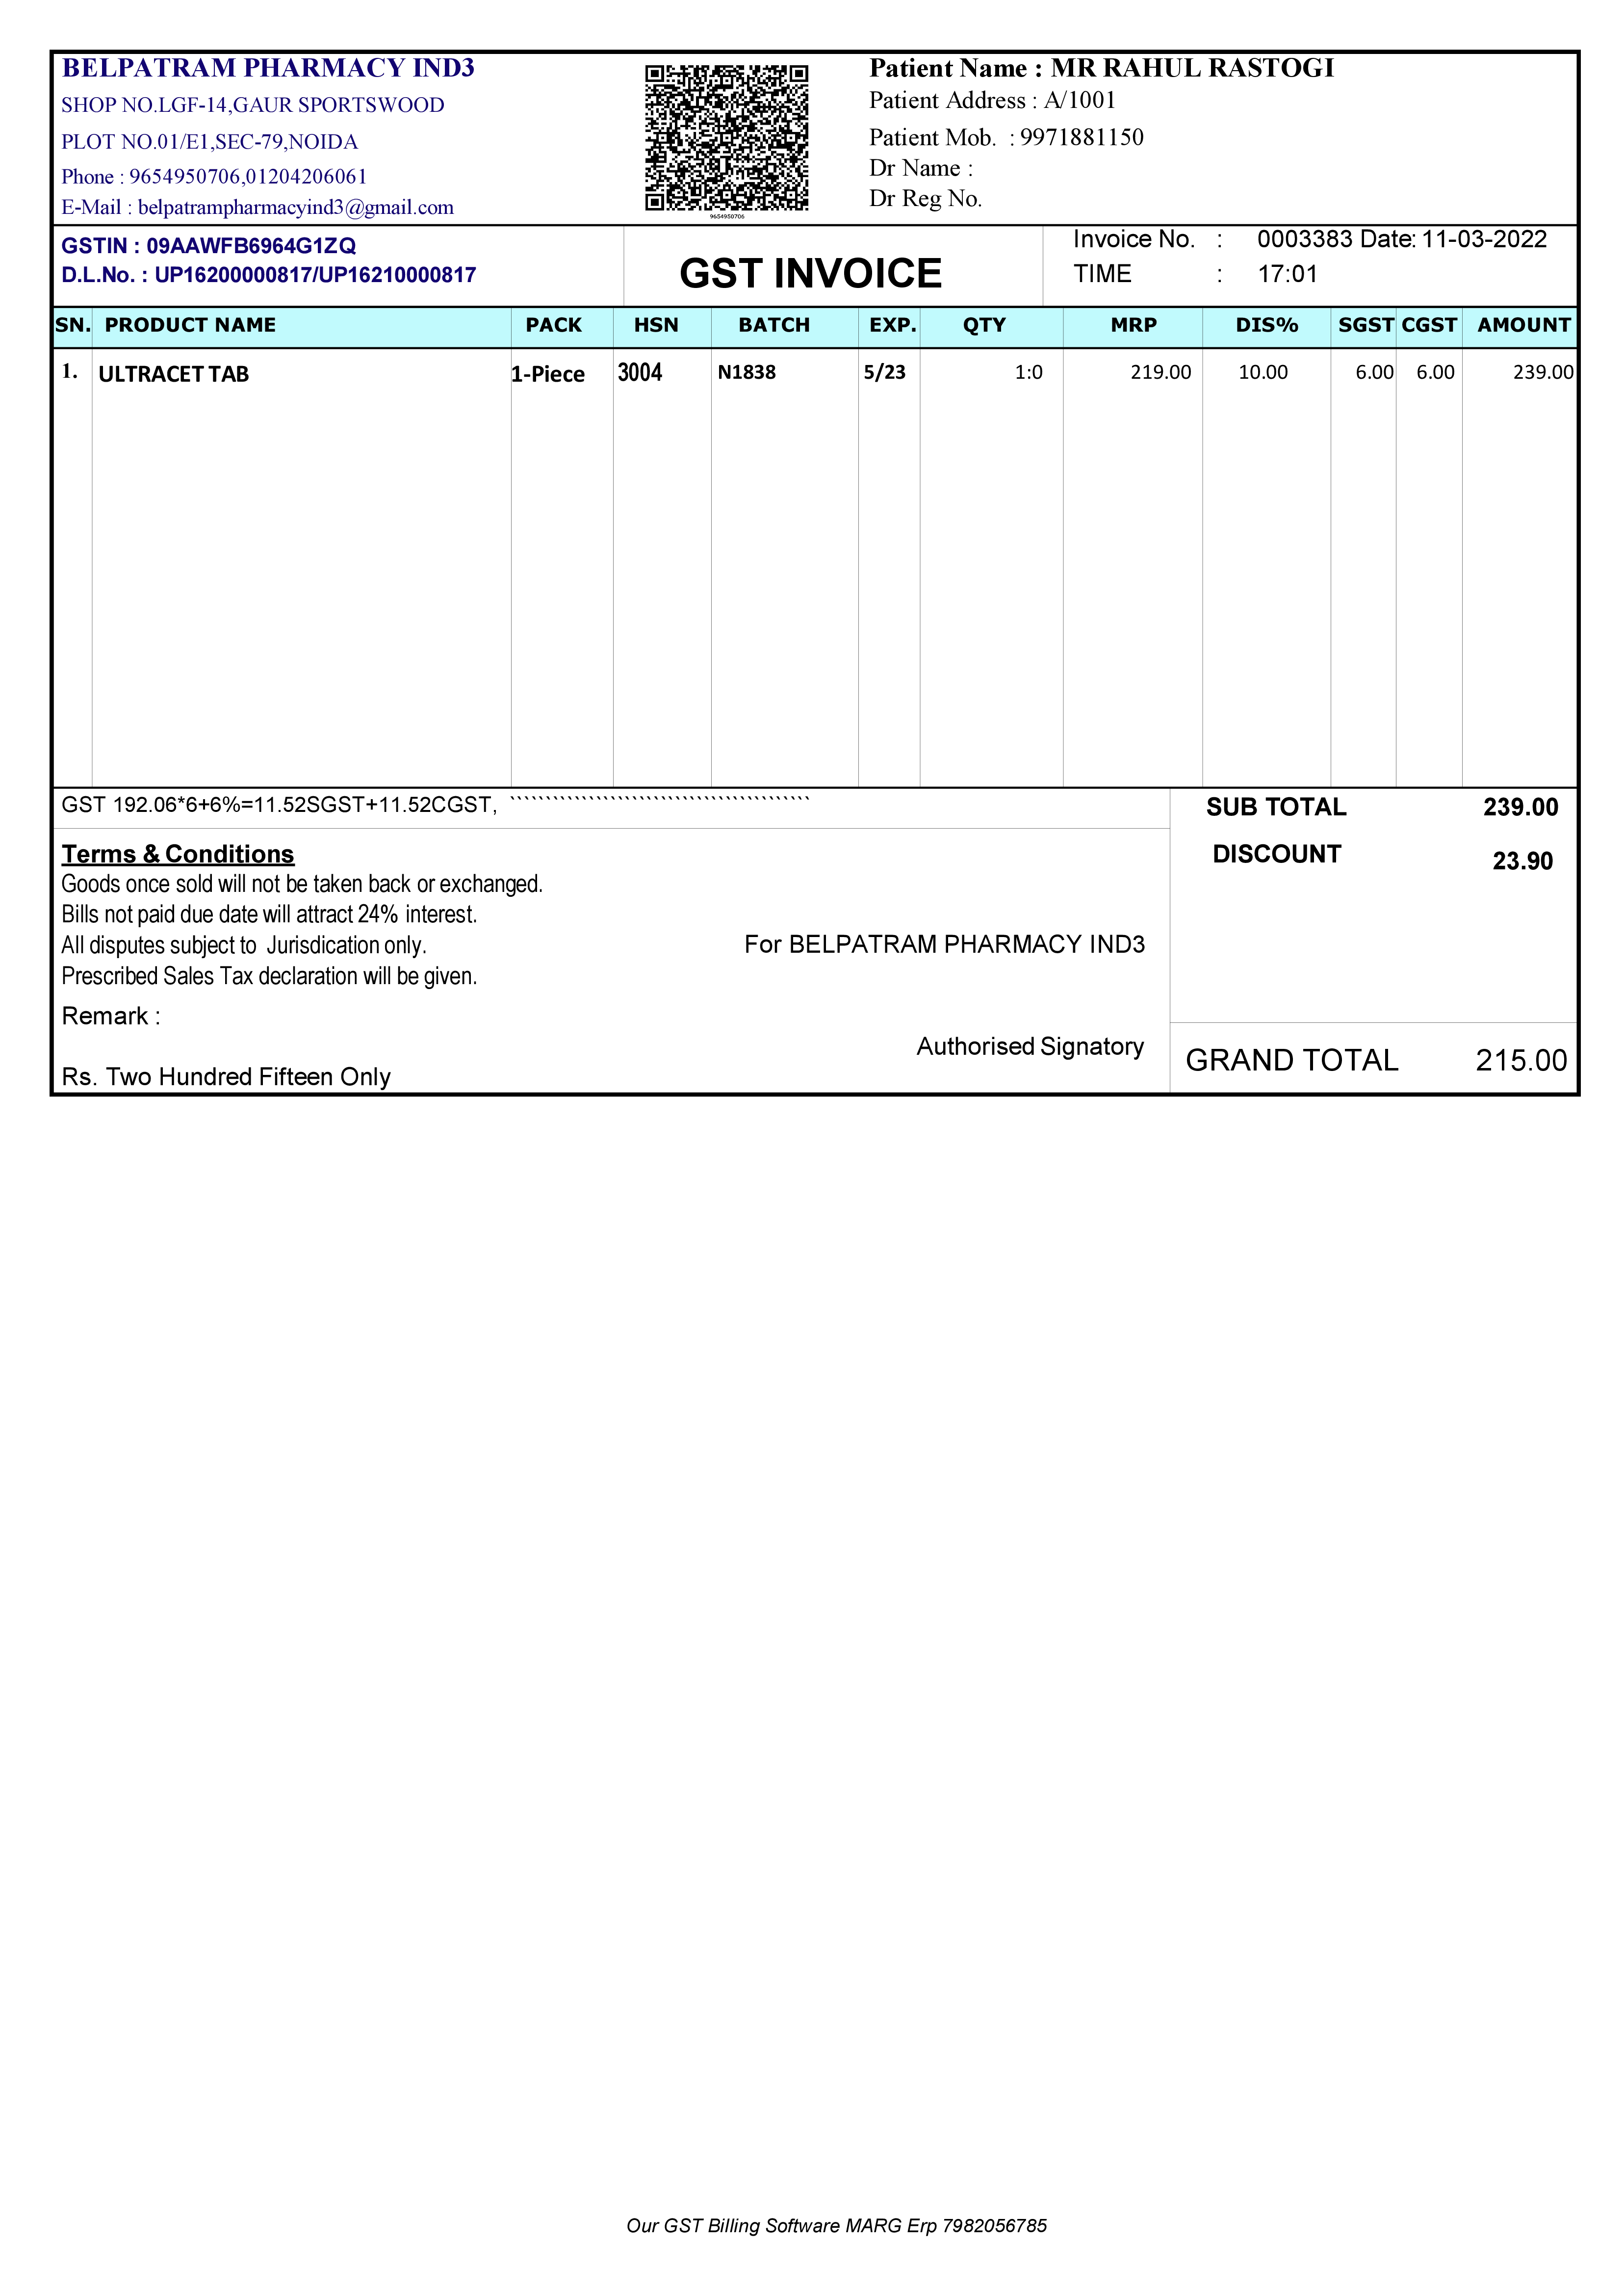 BELPATRAM PHARMACY IND3
SHOP NO.LGF-14,GAUR SPORTSWOOD
PLOT NO.01/E1,SEC-79,NOIDA
Phone : 9654950706,01204206061
E-Mail : belpatrampharmacyind3@gmail.com
9654950706
Patient Name : MR RAHUL RASTOGI
Patient Address : A/1001
Patient Mob. : 9971881150
Dr Name :
Dr Reg No.
GSTIN : 09AAWFB6964G1ZQ
D.L.No. : UP16200000817/UP16210000817
GST INVOICE
Invoice No. : 0003383 Date: 11-03-2022
TIME : 17:01
SN. PRODUCT NAME PACK HSN BATCH EXP. QTY MRP DIS% SGST CGST AMOUNT
1. ULTRACET TAB 1-Piece 3004 N1838 5/23 1:0 219.00 10.00 6.00 6.00 239.00
GST 192.06*6+6%=11.52SGST+11.52CGST, ``````````````````````````````````````````
SUB TOTAL 239.00
DISCOUNT 23.90
Terms & Conditions
Goods once sold will not be taken back or exchanged.
Bills not paid due date will attract 24% interest.
All disputes subject to Jurisdication only.
Prescribed Sales Tax declaration will be given.
For BELPATRAM PHARMACY IND3
Remark :
Authorised Signatory
Rs. Two Hundred Fifteen Only
GRAND TOTAL 215.00
Our GST Billing Software MARG Erp 7982056785